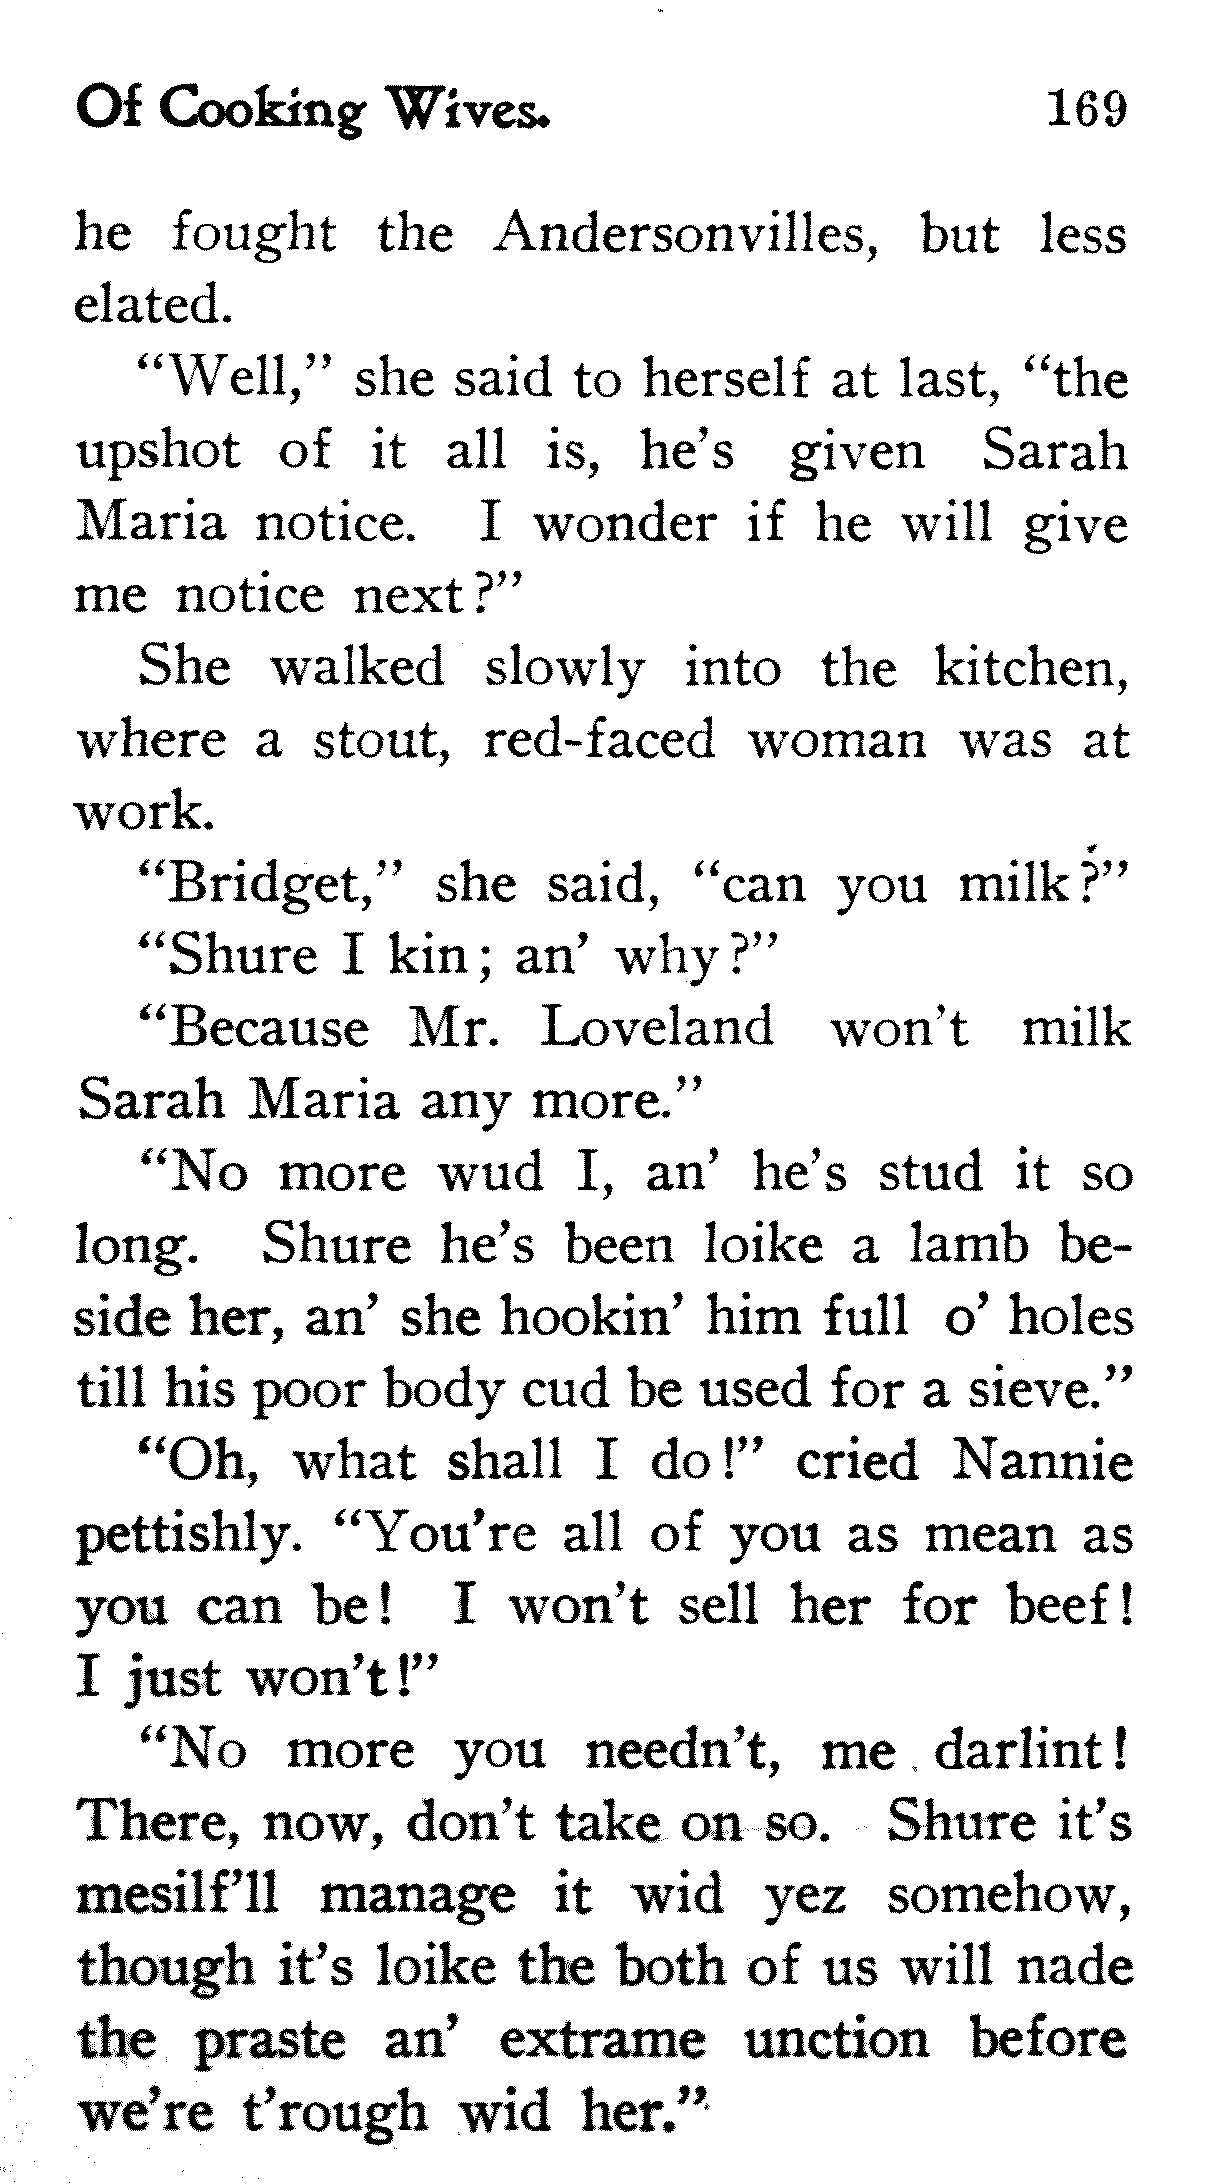 Of Cooking Wives. 169
he fought the Andersonvilles, but less
elated.
“Well,” she said to herself at last, “the
upshot of it all is, he’s given Sarah
Maria notice. I wonder if he will give
me notice next?”
She walked slowly into the kitchen,
where a stout, red-faced woman was at
work.
“Bridget,” she said, “can you milk?”
“Shure I kin; an’ why?”
“Because Mr. Loveland won’t milk
Sarah Maria any more.”
“No more wud I, an’ he’s stud it so
long. Shure he’s been loike a lamb be-
side her, an’ she hookin’ him full o’ holes
till his poor body cud be used for a sieve.”
“Oh, what shall I do!” cried Nannie
pettishly. “You’re all of you as mean as
you can be! I won’t sell her for beef!
I just won’t!”
“No more you needn’t, me darlint!
There, now, don’t take on so. Shure it’s
mesilf’ll manage it wid yez somehow,
though it’s loike the both of us will nade
the praste an’ extrame unction before
we’re t’rough wid her.”